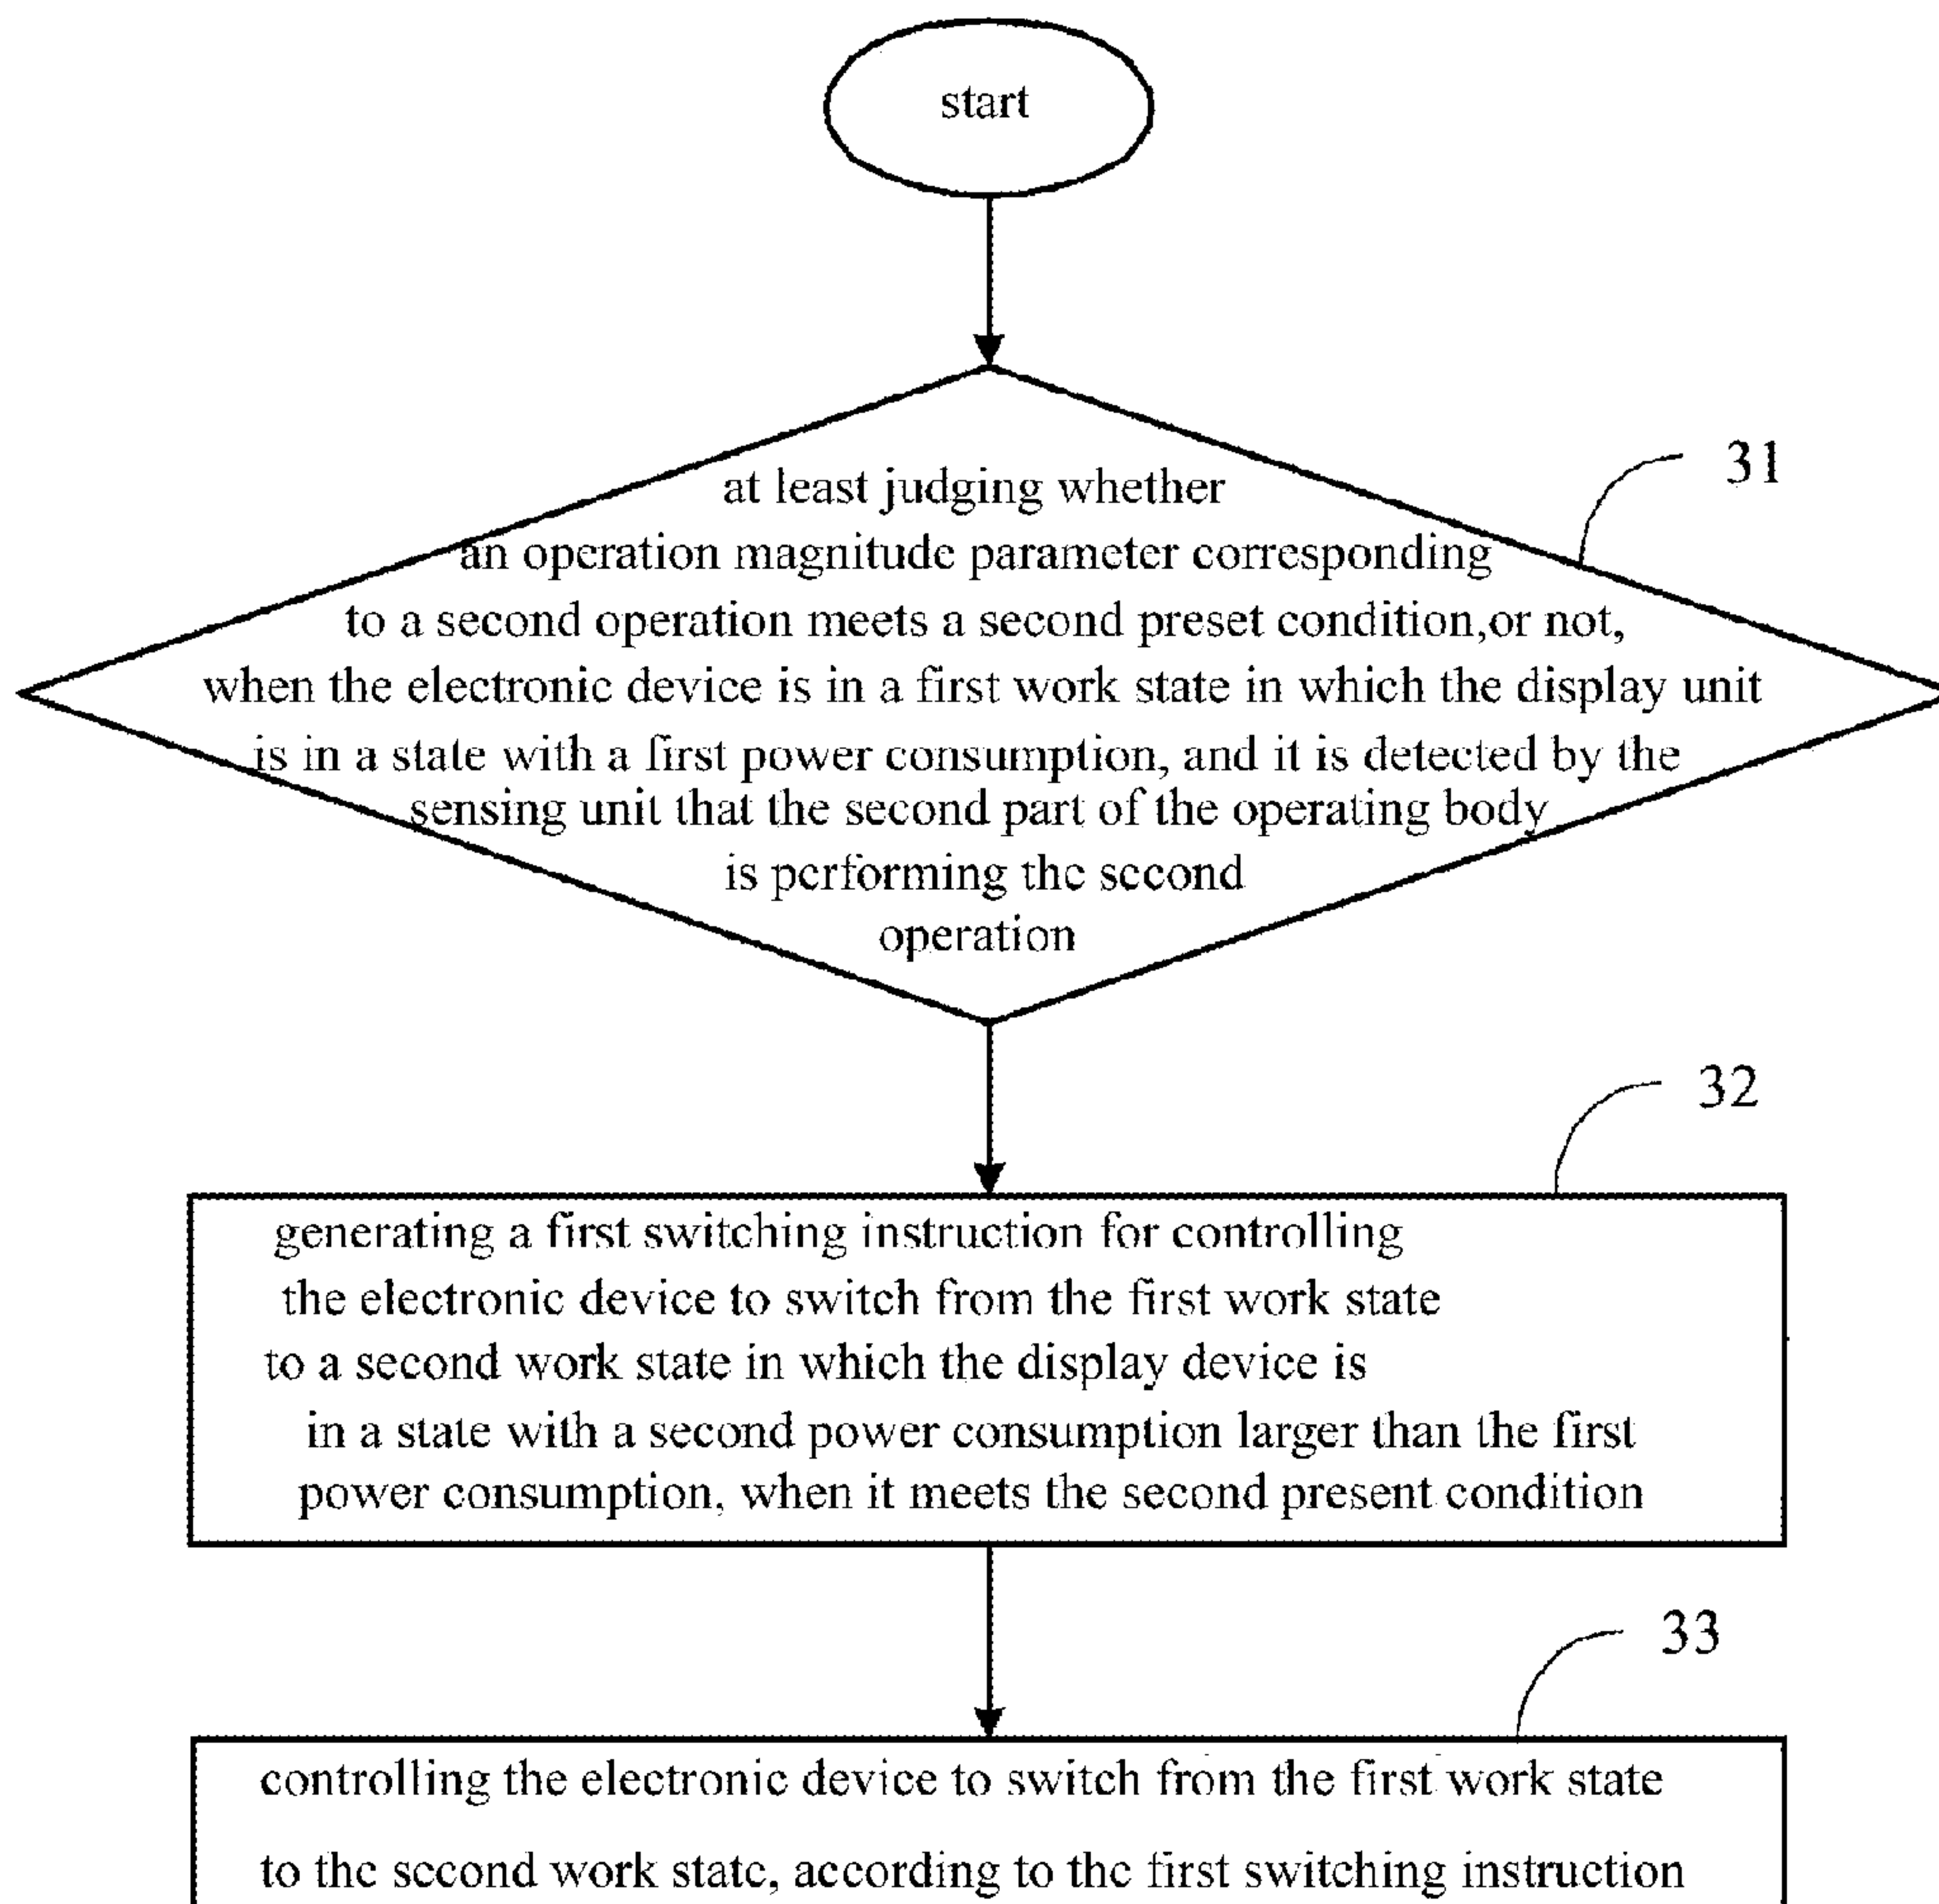 start
at least judging whether
31
an operation magnitude parameter corresponding
to a second operation meets a second preset condition,or not,
when the electronic device is in a first work state in which the display unit
is in a state with a first power consumption, and it is detected by the
sensing unit that the second part of the operating body
is performing the second
operation
32
generating a first switching instruction for controlling
the electronic device to switch from the first work state
to a second work state in which the display device is
in a state with a second power consumption larger than the first
power consumption, when it meets the second present condition
33
controlling the electronic device to switch from the first work state
to the second work state, according to the first switching instruction